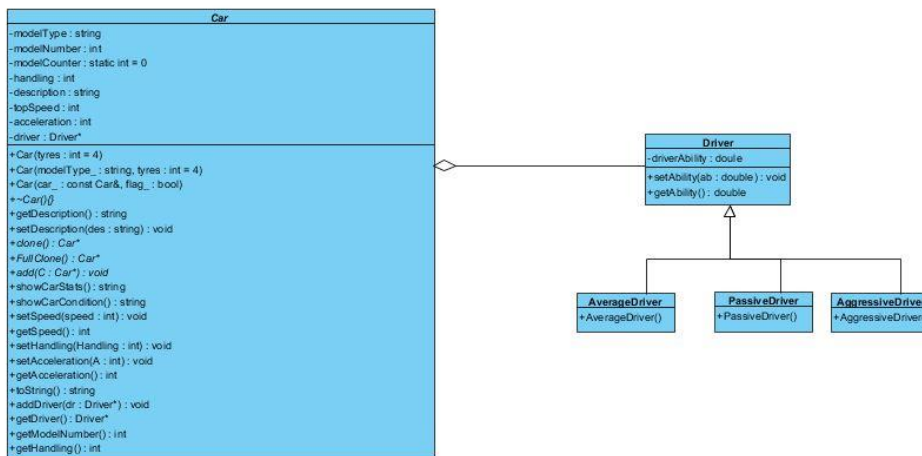 Car
-modelType : string
-modelNumber : int
-modelCounter : static int = 0
-handling : int
-description : string
-topSpeed : int
-acceleration : int
-driver : Driver*
+Car(tyres : int = 4)
+Car(modelType_ : string, tyres : int = 4)
+Car(car_ : const Car&, flag_ : bool)
+~Car(){}
+getDescription() : string
+setDescription(des : string) : void
+clone() : Car*
+FullClone() : Car*
+add(C : Car*) : void
+showCarStats() : string
+showCarCondition() : string
+setSpeed(speed : int) : void
+getSpeed() : int
+setHandling(Handling : int) : void
+setAcceleration(A : int) : void
+getAcceleration() : int
+toString() : string
+addDriver(dr : Driver*) : void
+getDriver() : Driver*
+getModelNumber() : int
+getHandling() : int
Driver
-driverAbility : doule
+setAbility(ab : double) : void
+getAbility() : double
AverageDriver
+AverageDriver()
PassiveDriver
+PassiveDriver()
AggressiveDriver
+AggressiveDriver